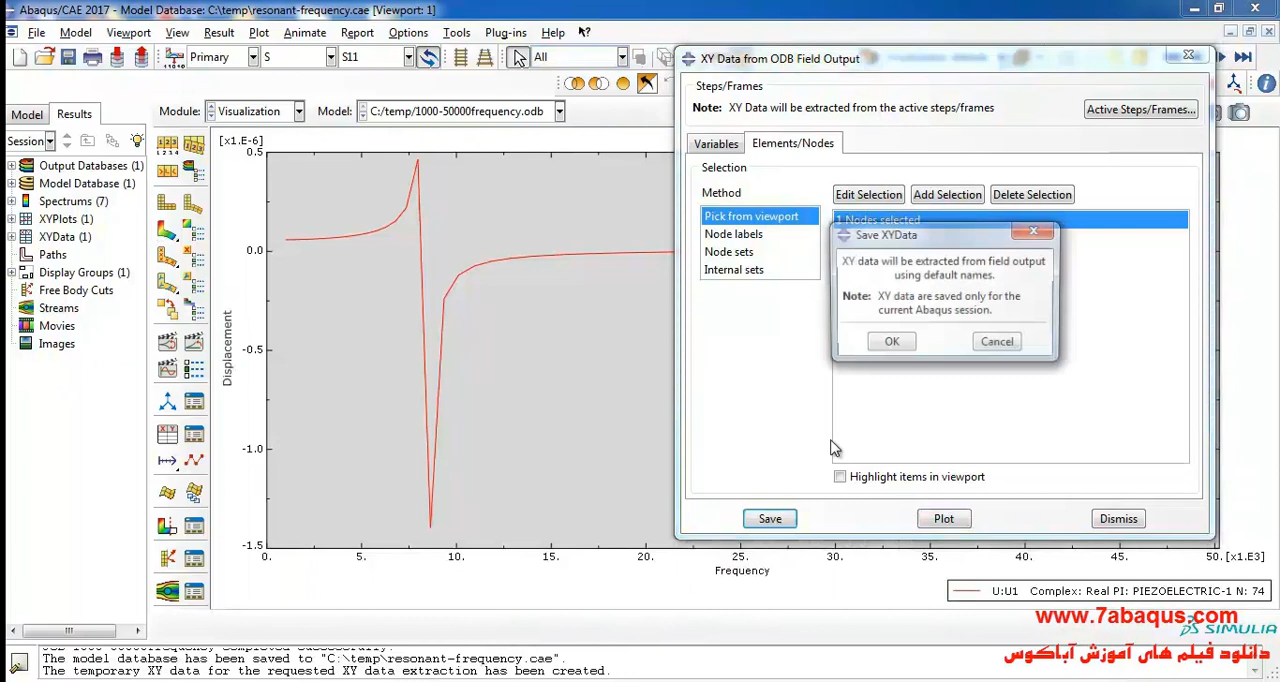 Abaqus/CAE 2017 - Model Database: C:\temp\resonant-frequency.cae [Viewport: 1]
File Model Viewport View Result Plot Animate Report Options Tools Plug-ins Help
Primary S S11 All
Module: Visualization Model: C:/temp/1000-50000frequency.odb
Model Results
Session
Output Databases (1)
Model Database (1)
Spectrums (7)
XYPlots (1)
XYData (1)
Paths
Display Groups (1)
Free Body Cuts
Streams
Movies
Images
[x1.E-6]
0.5
0.0
-0.5
-1.0
-1.5
Displacement
0. 5. 10. 15. 20. 25. 30. 35. 40. 45. 50. [x1.E3]
Frequency
U:U1 Complex: Real PI: PIEZOELECTRIC-1 N: 74
XY Data from ODB Field Output
Steps/Frames
Note: XY Data will be extracted from the active steps/frames
Active Steps/Frames...
Variables Elements/Nodes
Selection
Method
Pick from viewport
Node labels
Node sets
Internal sets
Edit Selection Add Selection Delete Selection
1 Nodes selected
Save XYData
XY data will be extracted from field output
using default names.
Note: XY data are saved only for the
current Abaqus session.
OK Cancel
Highlight items in viewport
Save Plot Dismiss
www.7abaqus.com
SIMULIA
دانلود فیلم های آموزش آباکوس
The model database has been saved to "C:\temp\resonant-frequency.cae".
The temporary XY data for the requested XY data extraction has been created.